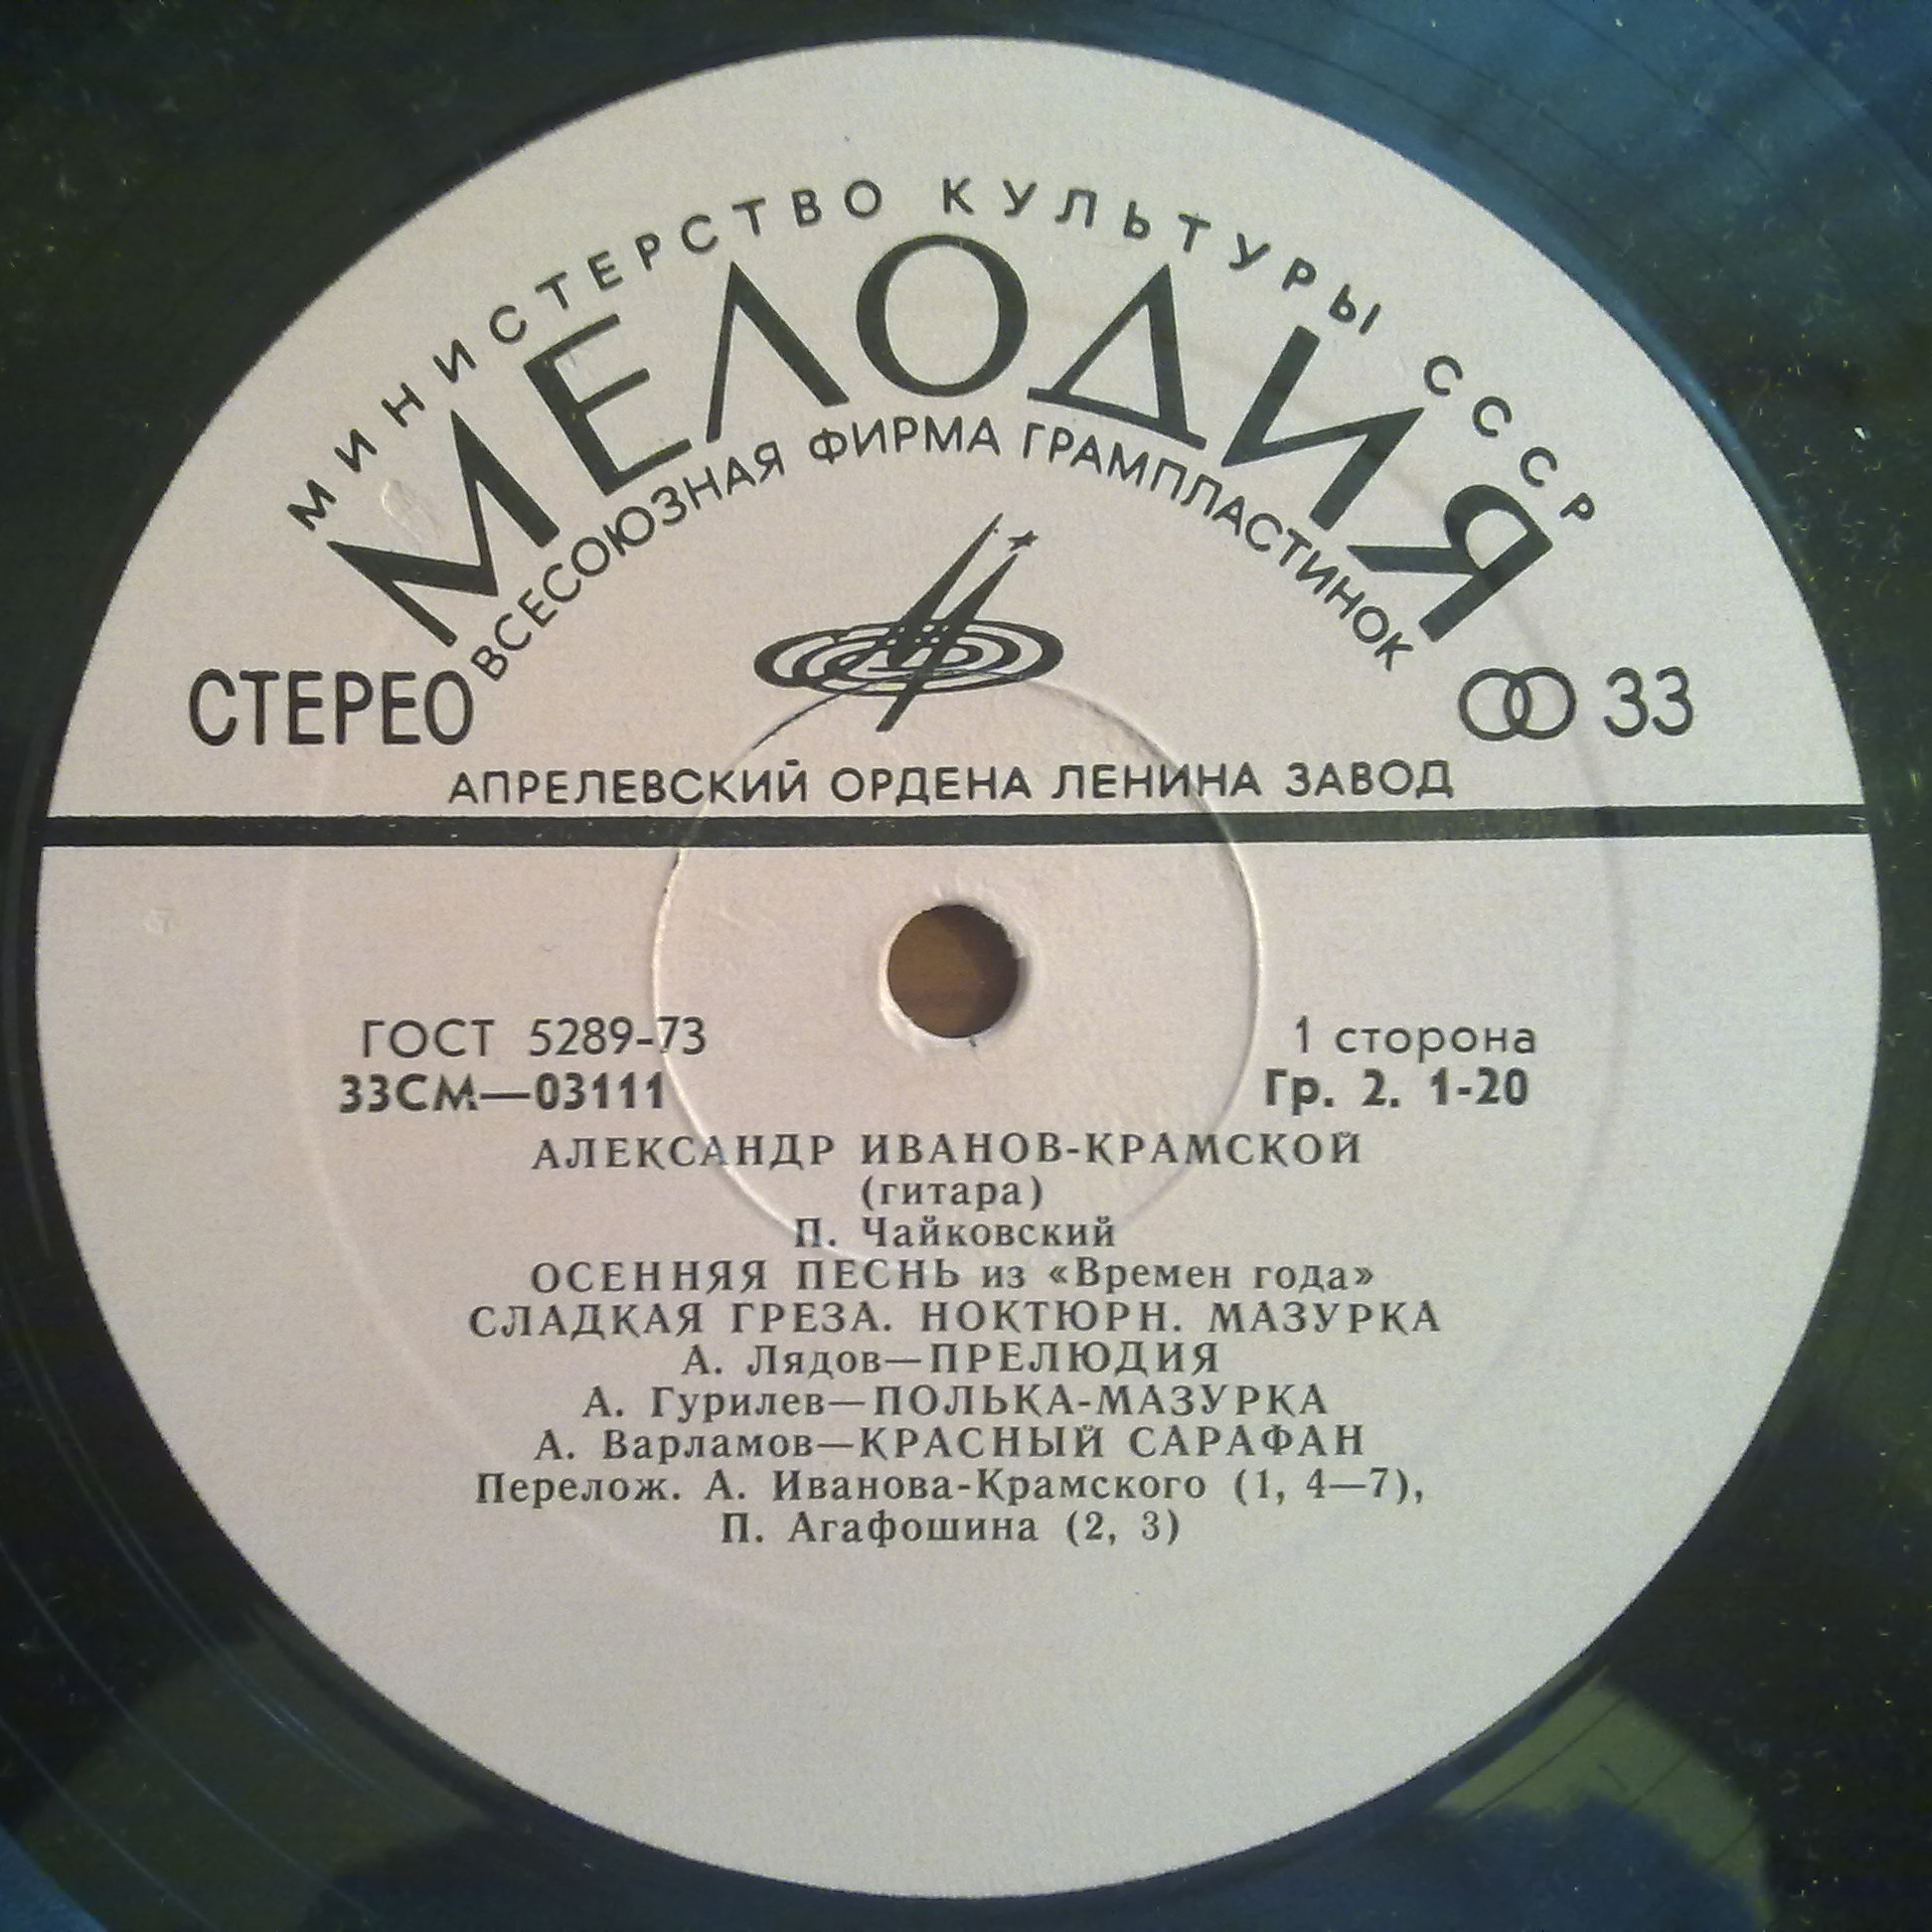 МИНИСТЕРСТВО КУЛЬТУРЫ СССР
МЕЛОДИЯ
ВСЕСОЮЗНАЯ ФИРМА ГРАМПЛАСТИНОК
СТЕРЕО 33
АПРЕЛЕВСКИЙ ОРДЕНА ЛЕНИНА ЗАВОД
ГОСТ 5289-73 1 сторона
33СМ—03111 Гр. 2. 1-20
АЛЕКСАНДР ИВАНОВ-КРАМСКОЙ
(гитара)
П. Чайковский
ОСЕННЯЯ ПЕСНЬ из «Времен года»
СЛАДКАЯ ГРЕЗА. НОКТЮРН. МАЗУРКА
А. Лядов—ПРЕЛЮДИЯ
А. Гурилев—ПОЛЬКА-МАЗУРКА
А. Варламов—КРАСНЫЙ САРАФАН
Перелож. А. Иванова-Крамского (1, 4—7),
П. Агафошина (2, 3)